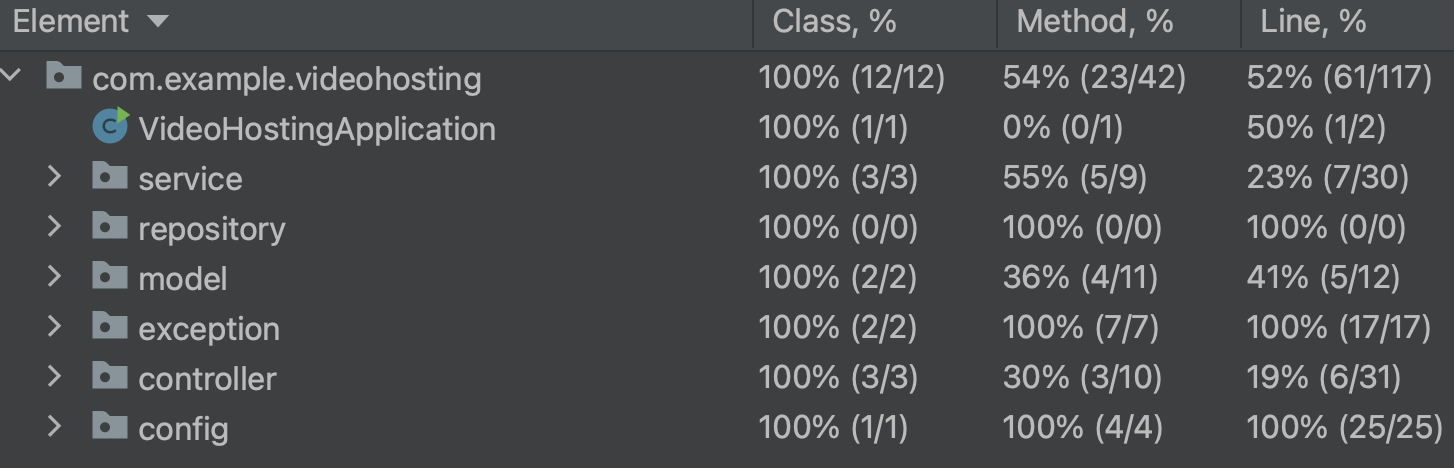 Element Class, % Method, % Line, %
com.example.videohosting 100% (12/12) 54% (23/42) 52% (61/117)
VideoHostingApplication 100% (1/1) 0% (0/1) 50% (1/2)
service 100% (3/3) 55% (5/9) 23% (7/30)
repository 100% (0/0) 100% (0/0) 100% (0/0)
model 100% (2/2) 36% (4/11) 41% (5/12)
exception 100% (2/2) 100% (7/7) 100% (17/17)
controller 100% (3/3) 30% (3/10) 19% (6/31)
config 100% (1/1) 100% (4/4) 100% (25/25)